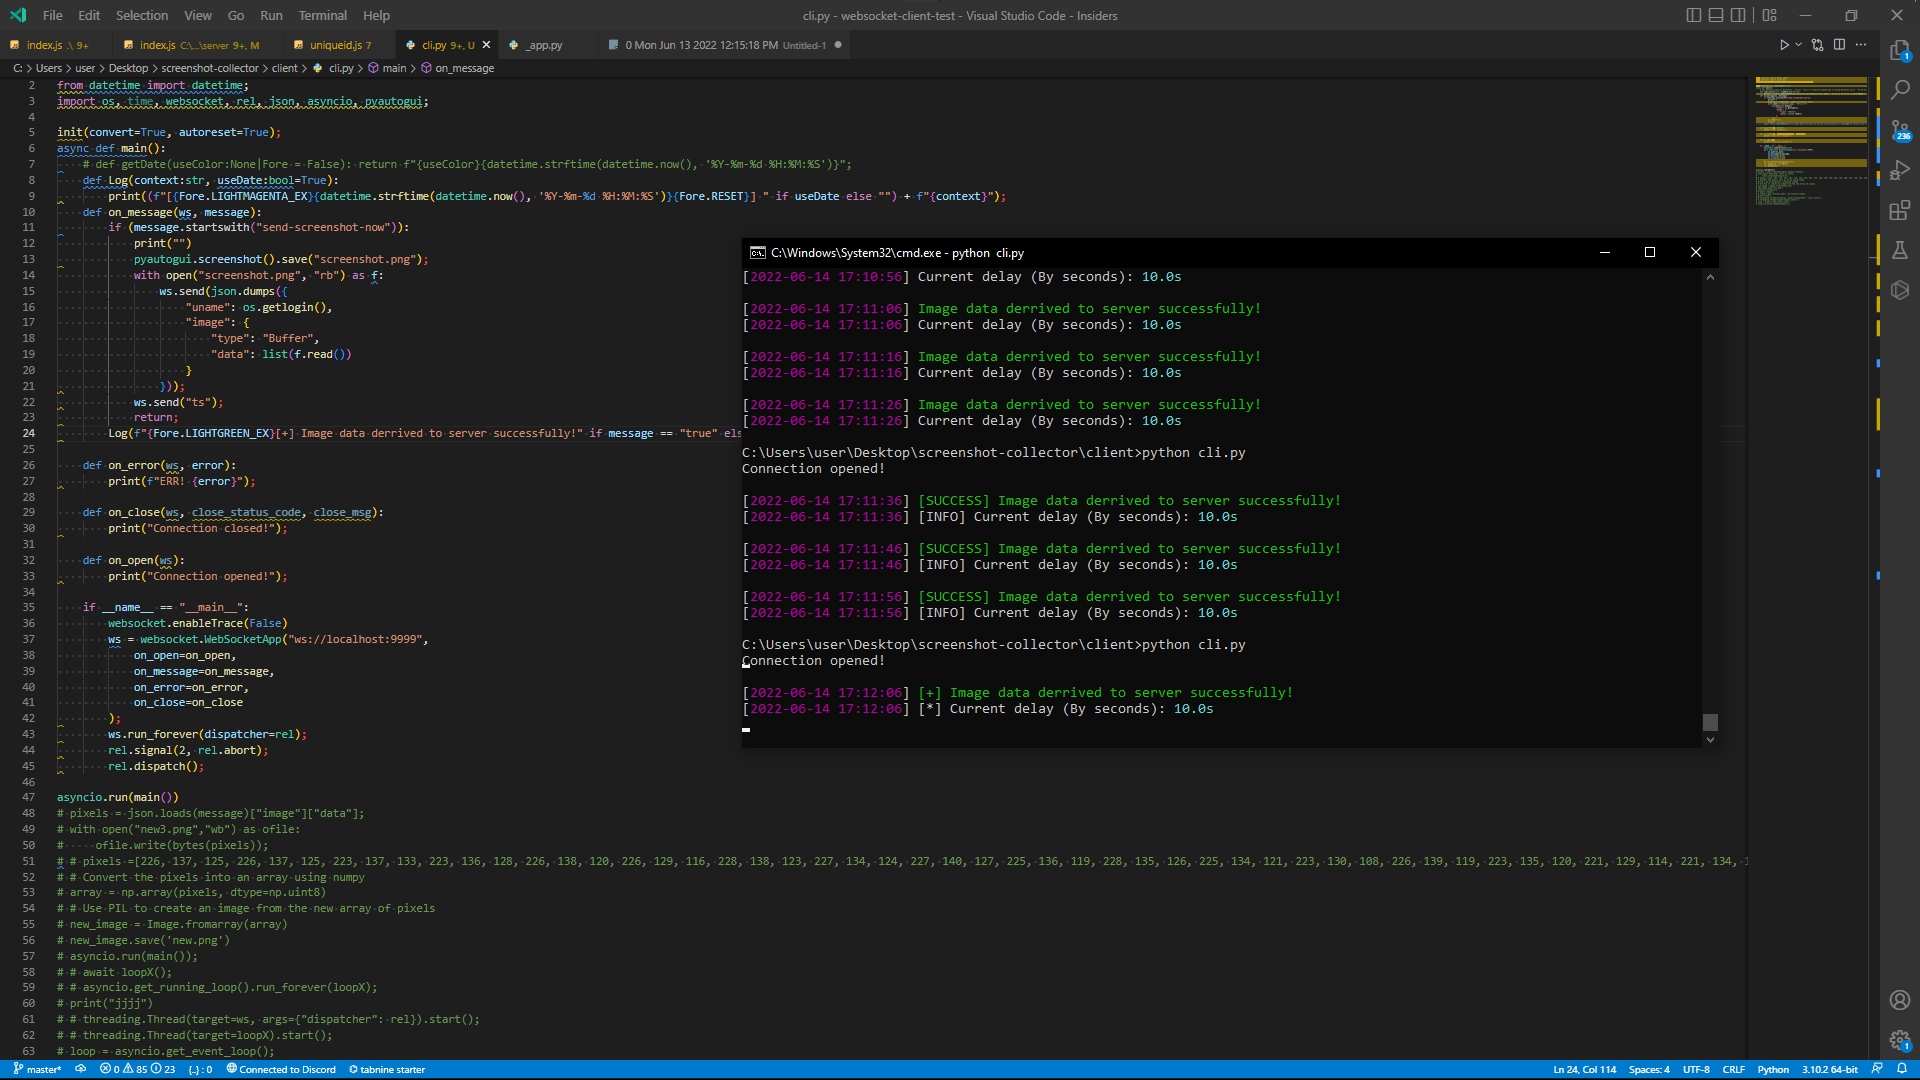 File Edit Selection View Go Run Terminal Help
cli.py - websocket-client-test - Visual Studio Code - Insiders
index.js .\ 9+ index.js C:\...\server 9+, M uniqueid.js 7 cli.py 9+, U _app.py 0 Mon Jun 13 2022 12:15:18 PM Untitled-1
C: > Users > user > Desktop > screenshot-collector > client > cli.py > main > on_message
2 from datetime import datetime;
3 import os, time, websocket, rel, json, asyncio, pyautogui;
4
5 init(convert=True, autoreset=True);
6 async def main():
7 # def getDate(useColor:None|Fore = False): return f"{useColor}{datetime.strftime(datetime.now(), '%Y-%m-%d %H:%M:%S')}";
8 def Log(context:str, useDate:bool=True):
9 print((f"[{Fore.LIGHTMAGENTA_EX}{datetime.strftime(datetime.now(), '%Y-%m-%d %H:%M:%S')}{Fore.RESET}] " if useDate else "") + f"{context}");
10 def on_message(ws, message):
11 if (message.startswith("send-screenshot-now")):
12 print("")
13 pyautogui.screenshot().save("screenshot.png");
14 with open("screenshot.png", "rb") as f:
15 ws.send(json.dumps({
16 "uname": os.getlogin(),
17 "image": {
18 "type": "Buffer",
19 "data": list(f.read())
20 }
21 }));
22 ws.send("ts");
23 return;
24 Log(f"{Fore.LIGHTGREEN_EX}[+] Image data derrived to server successfully!" if message == "true" els
25
26 def on_error(ws, error):
27 print(f"ERR! {error}");
28
29 def on_close(ws, close_status_code, close_msg):
30 print("Connection closed!");
31
32 def on_open(ws):
33 print("Connection opened!");
34
35 if __name__ == "__main__":
36 websocket.enableTrace(False)
37 ws = websocket.WebSocketApp("ws://localhost:9999",
38 on_open=on_open,
39 on_message=on_message,
40 on_error=on_error,
41 on_close=on_close
42 );
43 ws.run_forever(dispatcher=rel);
44 rel.signal(2, rel.abort);
45 rel.dispatch();
46
47 asyncio.run(main())
48 # pixels = json.loads(message)["image"]["data"];
49 # with open("new3.png","wb") as ofile:
50 # ofile.write(bytes(pixels));
51 # # pixels =[226, 137, 125, 226, 137, 125, 223, 137, 133, 223, 136, 128, 226, 138, 120, 226, 129, 116, 228, 138, 123, 227, 134, 124, 227, 140, 127, 225, 136, 119, 228, 135, 126, 225, 134, 121, 223, 130, 108, 226, 139, 119, 223, 135, 120, 221, 129, 114, 221, 134,
52 # # Convert the pixels into an array using numpy
53 # array = np.array(pixels, dtype=np.uint8)
54 # # Use PIL to create an image from the new array of pixels
55 # new_image = Image.fromarray(array)
56 # new_image.save('new.png')
57 # asyncio.run(main());
58 # # await loopX();
59 # # asyncio.get_running_loop().run_forever(loopX);
60 # print("jjjj")
61 # # threading.Thread(target=ws, args={"dispatcher": rel}).start();
62 # # threading.Thread(target=loopX).start();
63 # loop = asyncio.get_event_loop();
C:\Windows\System32\cmd.exe - python cli.py
[2022-06-14 17:10:56] Current delay (By seconds): 10.0s
[2022-06-14 17:11:06] Image data derrived to server successfully!
[2022-06-14 17:11:06] Current delay (By seconds): 10.0s
[2022-06-14 17:11:16] Image data derrived to server successfully!
[2022-06-14 17:11:16] Current delay (By seconds): 10.0s
[2022-06-14 17:11:26] Image data derrived to server successfully!
[2022-06-14 17:11:26] Current delay (By seconds): 10.0s
C:\Users\user\Desktop\screenshot-collector\client>python cli.py
Connection opened!
[2022-06-14 17:11:36] [SUCCESS] Image data derrived to server successfully!
[2022-06-14 17:11:36] [INFO] Current delay (By seconds): 10.0s
[2022-06-14 17:11:46] [SUCCESS] Image data derrived to server successfully!
[2022-06-14 17:11:46] [INFO] Current delay (By seconds): 10.0s
[2022-06-14 17:11:56] [SUCCESS] Image data derrived to server successfully!
[2022-06-14 17:11:56] [INFO] Current delay (By seconds): 10.0s
C:\Users\user\Desktop\screenshot-collector\client>python cli.py
Connection opened!
[2022-06-14 17:12:06] [+] Image data derrived to server successfully!
[2022-06-14 17:12:06] [*] Current delay (By seconds): 10.0s
1
236
1
master* 0 85 23 {..} : 0 Connected to Discord tabnine starter Ln 24, Col 114 Spaces: 4 UTF-8 CRLF Python 3.10.2 64-bit